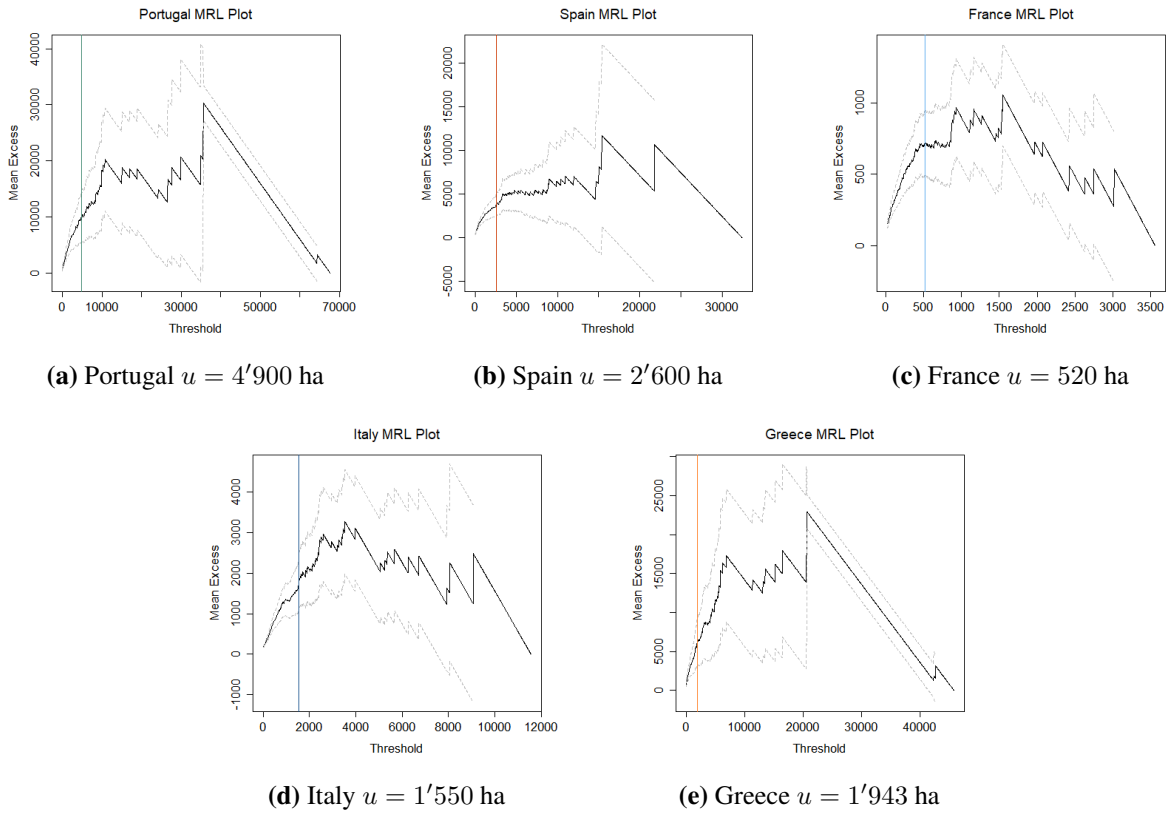 Portugal MRL Plot
Mean Excess
0 10000 20000 30000 40000
0 10000 30000 50000 70000
Threshold
(a) Portugal u = 4′900 ha
Spain MRL Plot
Mean Excess
-5000 0 5000 10000 15000 20000
0 5000 10000 20000 30000
Threshold
(b) Spain u = 2′600 ha
France MRL Plot
Mean Excess
0 500 1000
0 500 1000 1500 2000 2500 3000 3500
Threshold
(c) France u = 520 ha
Italy MRL Plot
Mean Excess
-1000 0 1000 2000 3000 4000
0 2000 4000 6000 8000 10000 12000
Threshold
(d) Italy u = 1′550 ha
Greece MRL Plot
Mean Excess
0 5000 15000 25000
0 10000 20000 30000 40000
Threshold
(e) Greece u = 1′943 ha